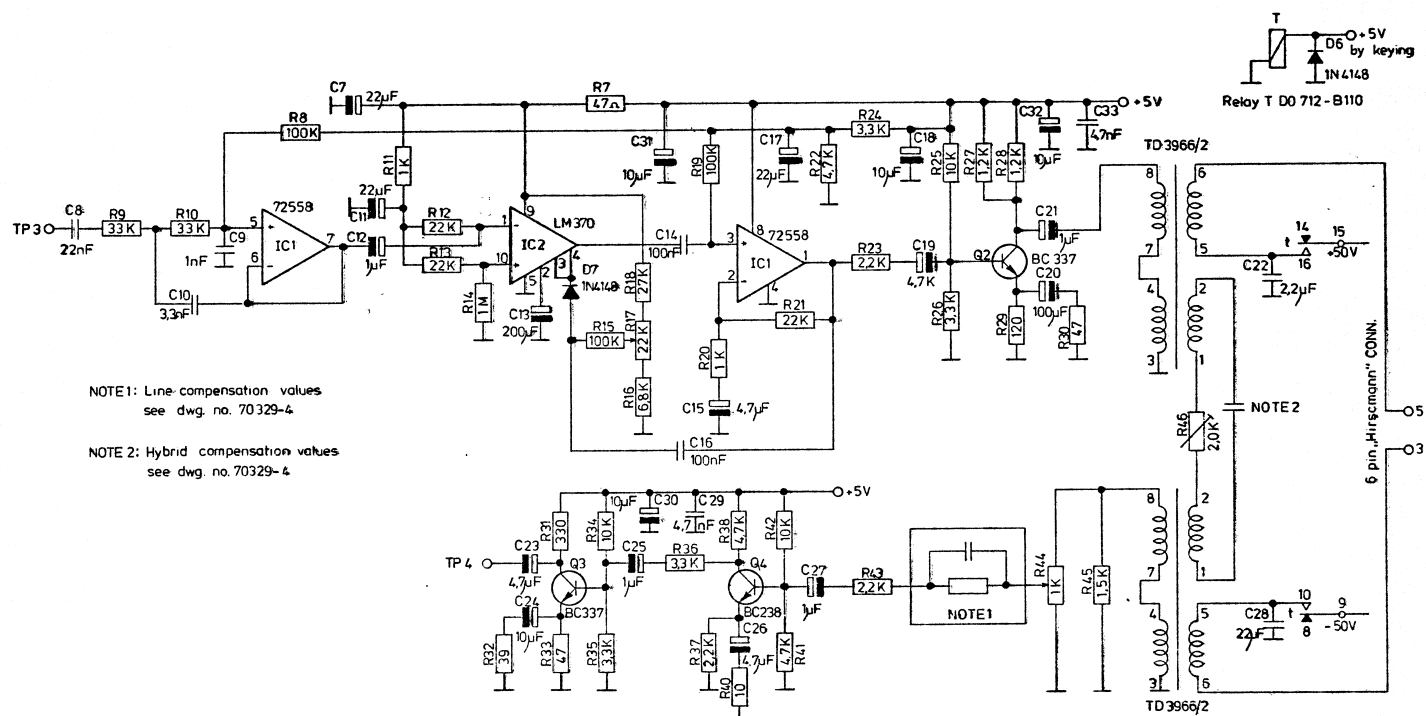 T
+5V
D6
by keying
1N4148
Relay T D0 712-B110
C7
22µF
R7
47Ω
R8
100K
+5V
R11
1K
C31
10µF
R19
100K
C17
22µF
R22
4,7K
R24
3,3K
C18
10µF
R25
10K
R27
1,2K
R28
1,2K
C32
10µF
C33
4,7nF
TD3966/2
8
6
7
5
4
2
3
1
TP3
C8
22nF
R9
33K
R10
33K
C9
1nF
72558
5
+
6
-
7
IC1
C10
3,3nF
22µF
C11
C12
1µF
R12
22K
R13
22K
R14
1M
LM370
IC2
1
-
10
+
9
5
2
3
4
C13
200µF
D7
1N4148
R15
100K
R18
27K
R17
22K
R16
6,8K
C14
100nF
72558
IC1
8
3
+
2
-
1
4
R21
22K
R20
1K
C15
4,7µF
C16
100nF
R23
2,2K
C19
4,7K
R26
3,3K
Q2
BC 337
C21
1µF
C20
100µF
R29
120
R30
47
14
15
t
+50V
16
C22
2,2µF
NOTE 2
R46
2,0K
6 pin „Hirscmann" CONN.
5
3
NOTE1: Line-compensation values
see dwg. no. 70329-4
NOTE 2: Hybrid compensation values
see dwg. no. 70329-4
+5V
TP4
C23
4,7µF
R31
330
R34
10K
10µF
C30
C29
4,7nF
R38
4,7K
R42
10K
Q3
BC337
C24
10µF
R32
39
R33
47
R35
3,3K
C25
1µF
R36
3,3K
Q4
BC238
R37
2,2K
C26
4,7µF
R40
10
R41
4,7K
C27
1µF
R43
2,2K
NOTE1
R44
1K
R45
1,5K
8
2
7
1
4
5
3
6
TD3966/2
10
9
t
-50V
8
C28
22µF